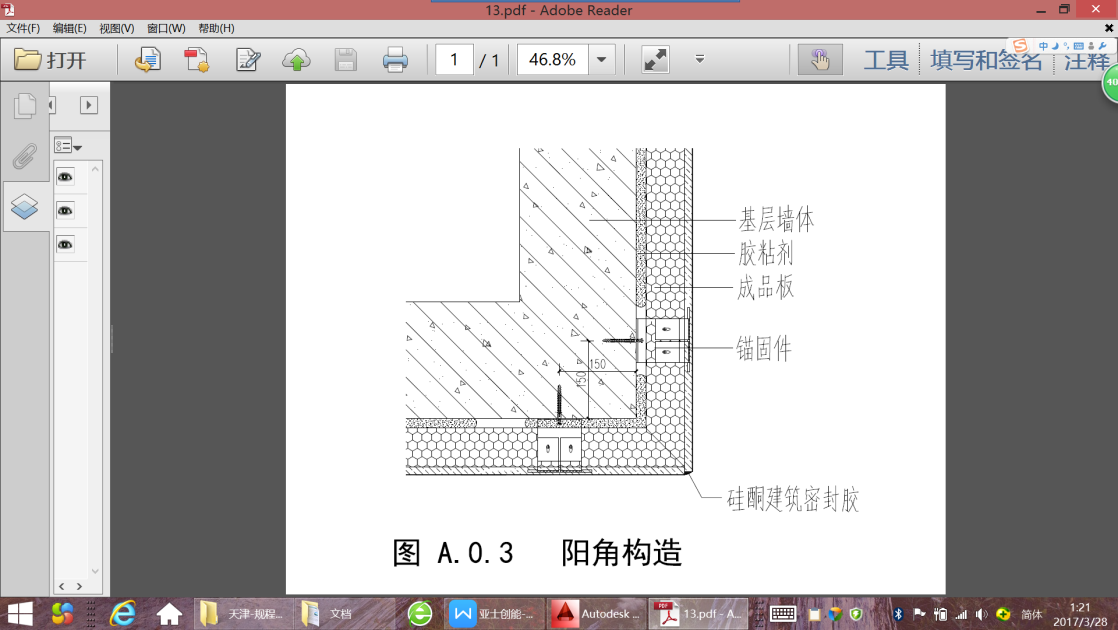 13.pdf - Adobe Reader
文件(F) 编辑(E) 视图(V) 窗口(W) 帮助(H)
打开 1 / 1 46.8% 工具 填写和签名 注释
中
40
基层墙体
胶粘剂
成品板
锚固件
150
150
硅酮建筑密封胶
图 A.0.3 阳角构造
天津-规程... 文档 亚士创能-... Autodesk ... 13.pdf - A... 简体 1:21
2017/3/28